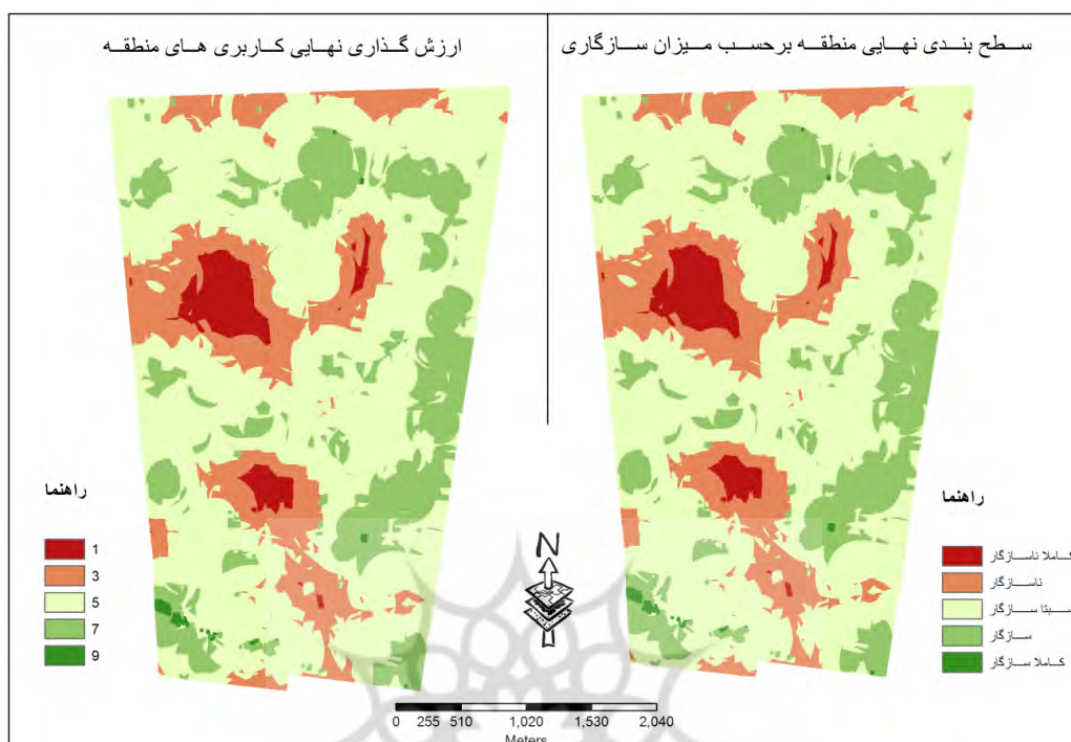 سطح بندی نهایی منطقه برحسب میزان سازگاری
ارزش گذاری نهایی کاربری های منطقه
راهنما
کاملا ناسازگار
ناسازگار
سبتا سازگار
سازگار
کاملا سازگار
راهنما
1
3
5
7
9
N
0 255 510 1,020 1,530 2,040
Meters